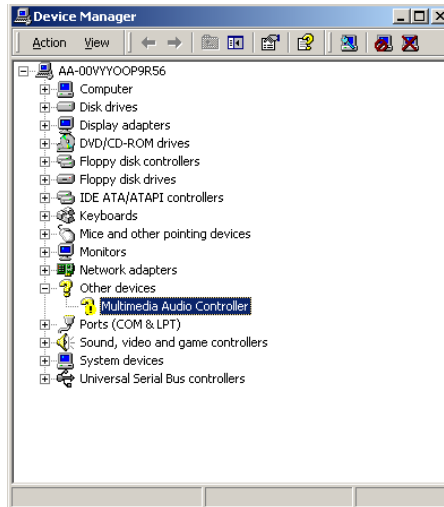 Device Manager
Action View
AA-00VYYOOP9R56
Computer
Disk drives
Display adapters
DVD/CD-ROM drives
Floppy disk controllers
Floppy disk drives
IDE ATA/ATAPI controllers
Keyboards
Mice and other pointing devices
Monitors
Network adapters
Other devices
Multimedia Audio Controller
Ports (COM & LPT)
Sound, video and game controllers
System devices
Universal Serial Bus controllers